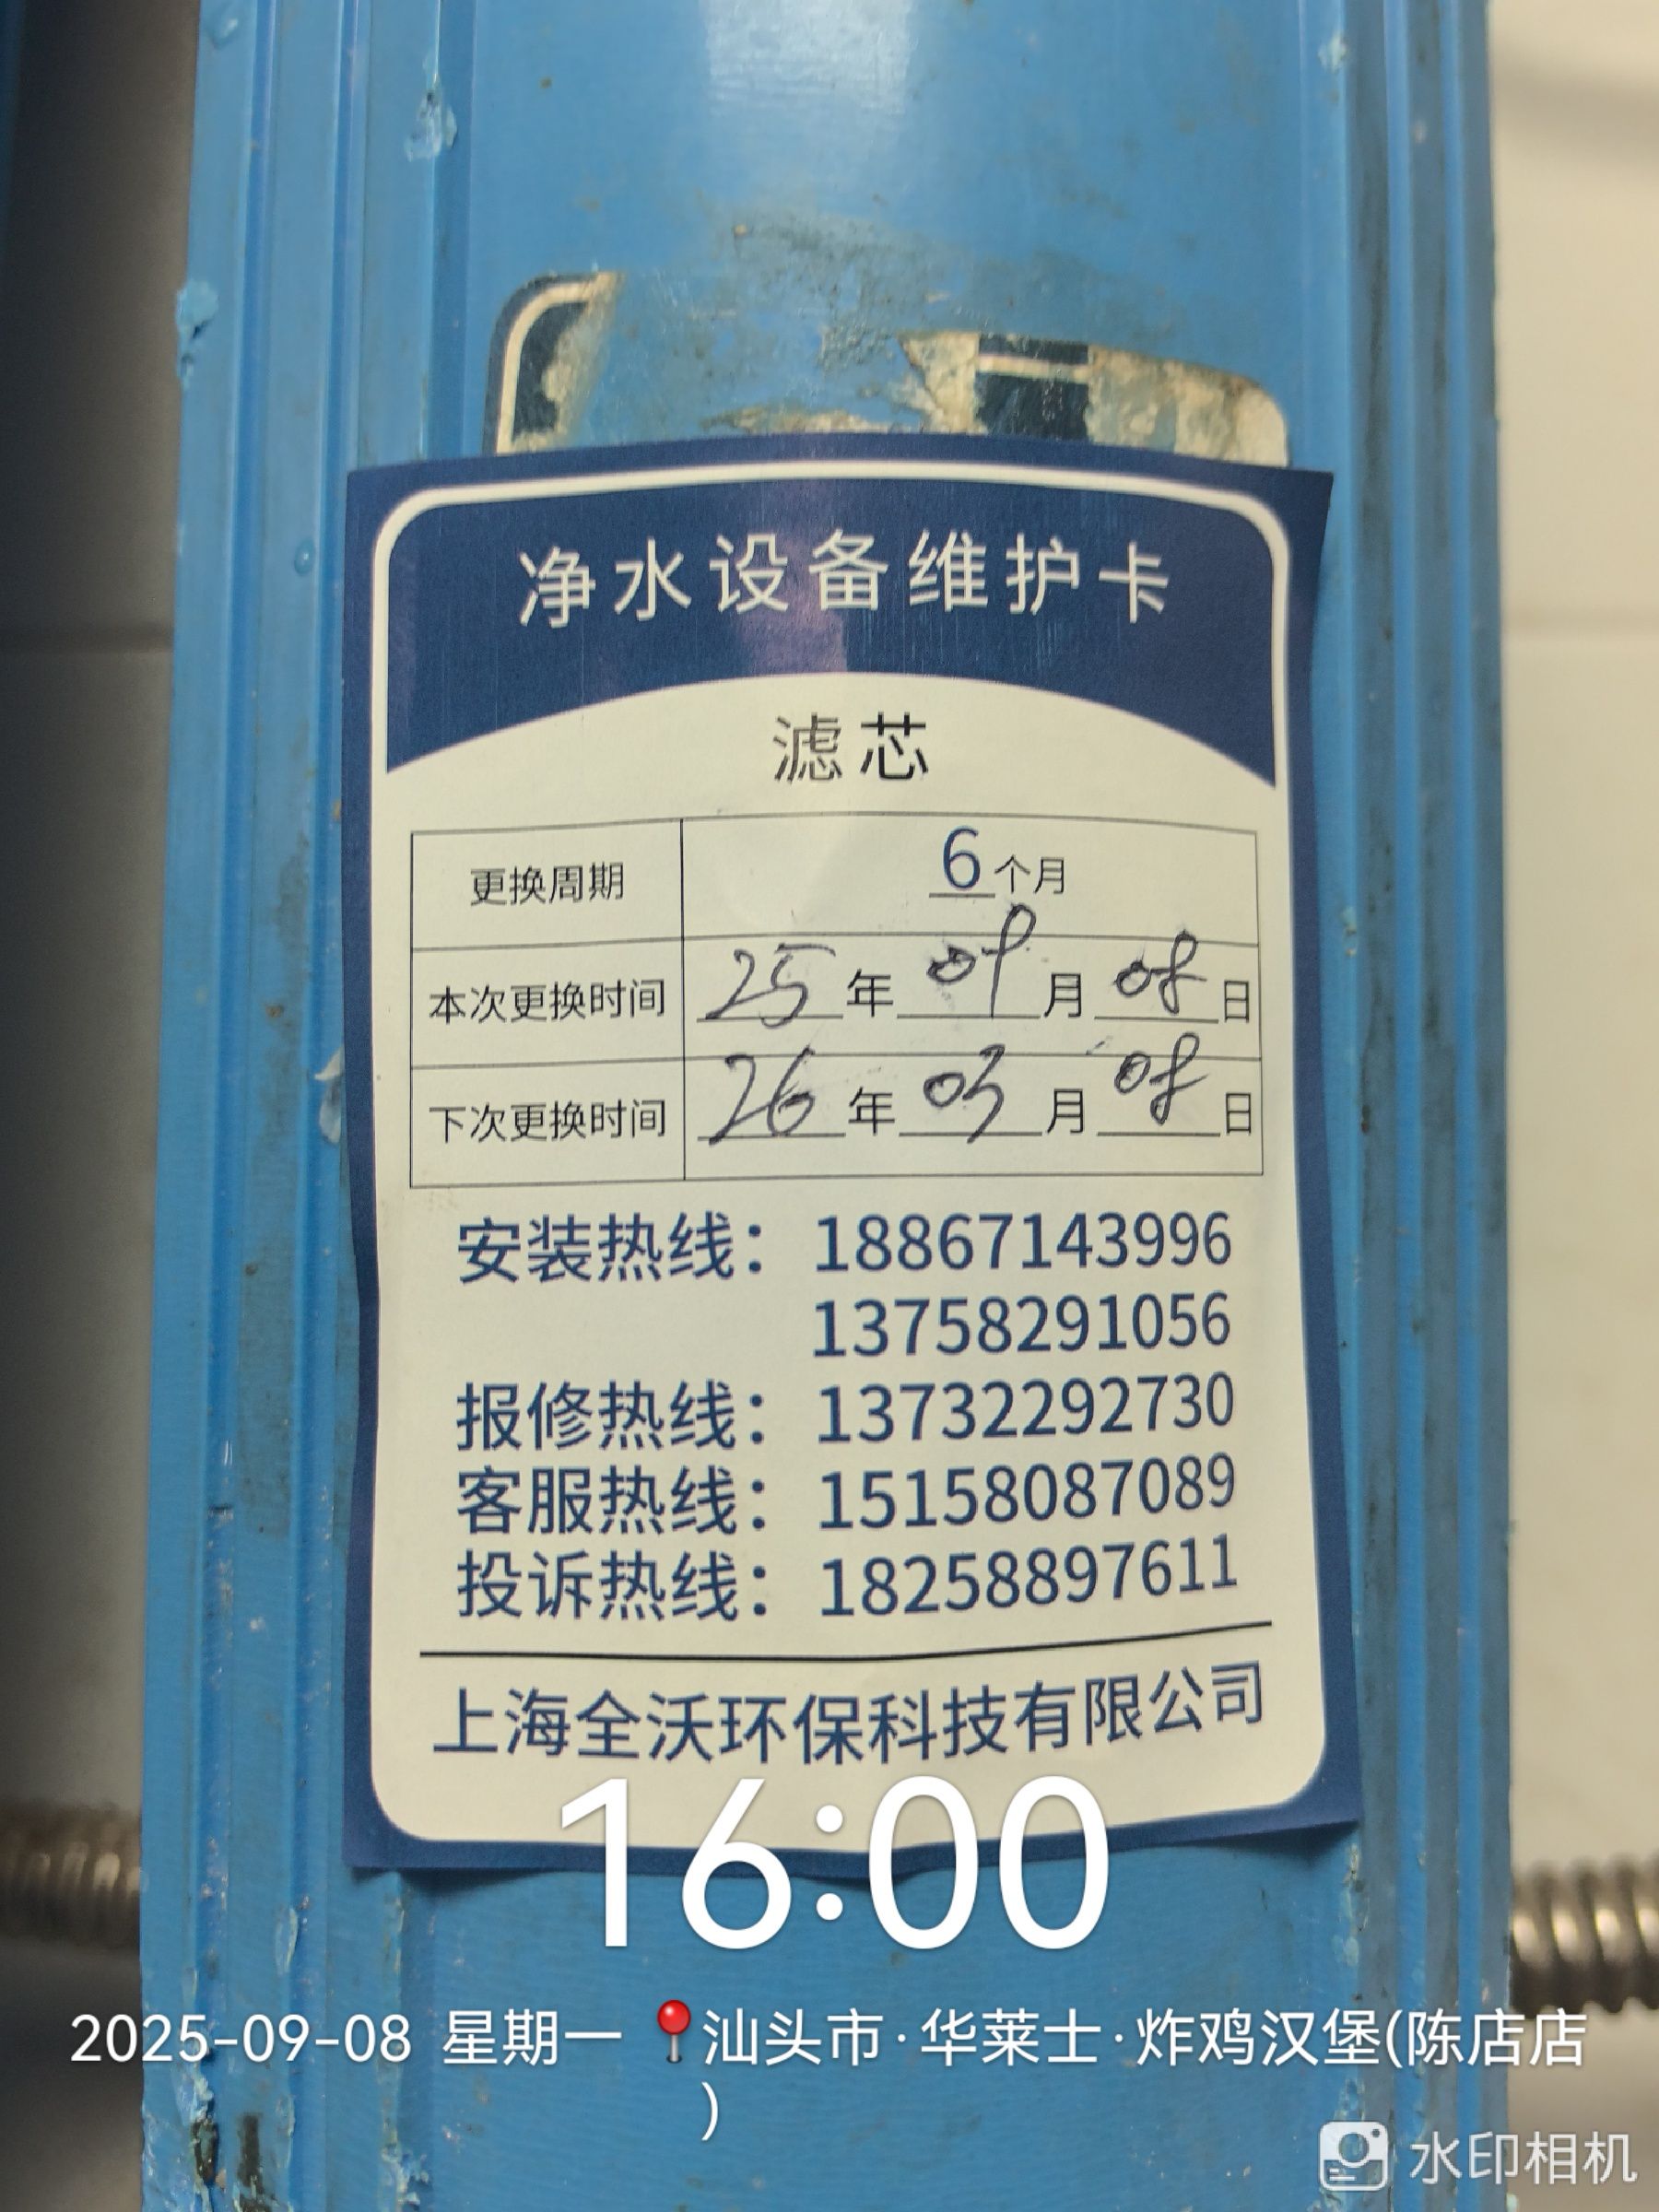 净水设备维护卡
滤芯
更换周期 6个月
本次更换时间 25年09月08日
下次更换时间 26年03月08日
安装热线：18867143996
13758291056
报修热线：13732292730
客服热线：15158087089
投诉热线：18258897611
上海全沃环保科技有限公司
16:00
2025-09-08 星期一 汕头市·华莱士·炸鸡汉堡(陈店店
)
水印相机